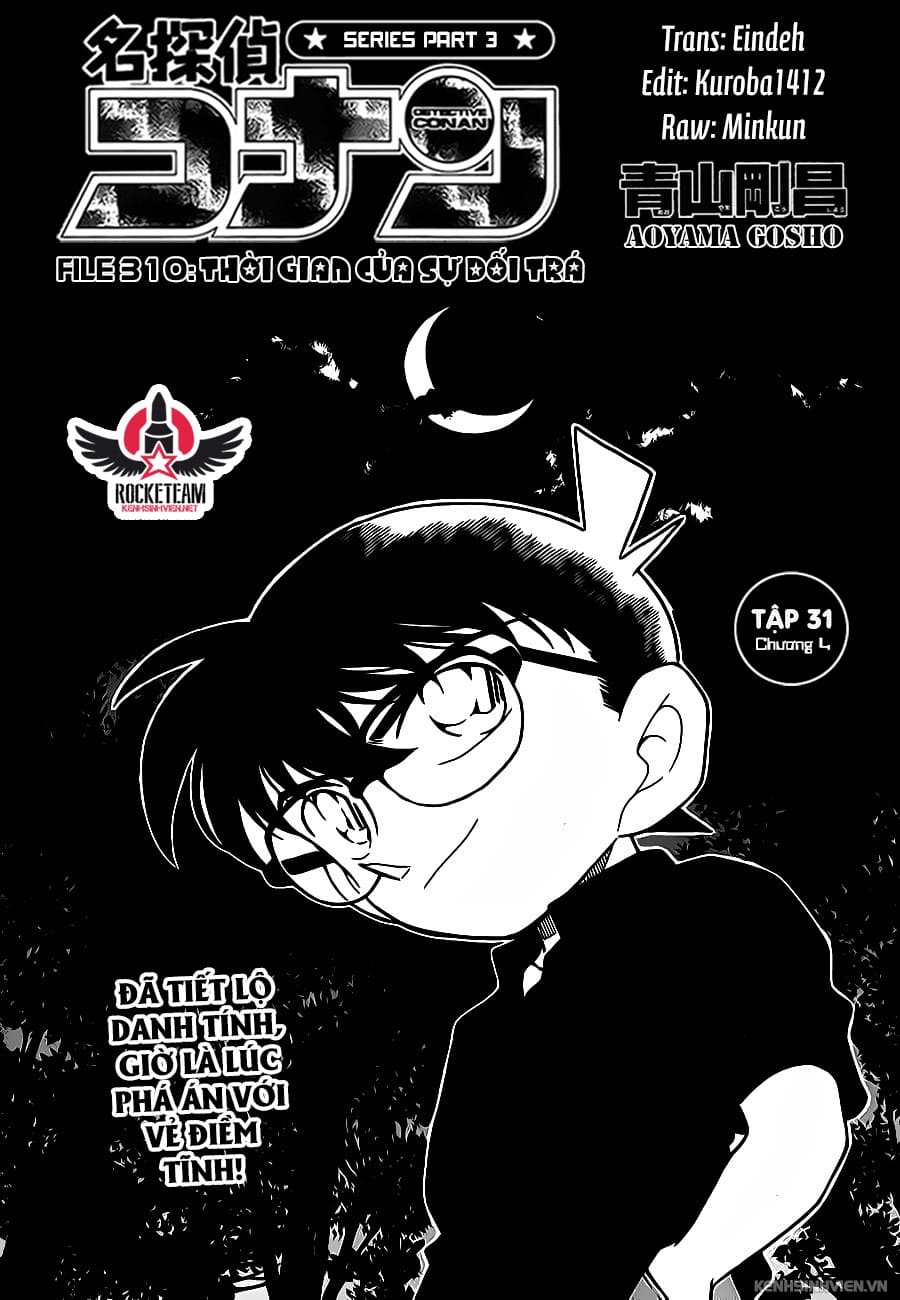 名探偵
★ SERIES PART 3 ★
コナン
DETECTIVE
CONAN
FILE 310: THỜI GIAN CỦA SỰ DỐI TRÁ
Trans: Eindeh
Edit: Kuroba1412
Raw: Minkun
青山剛昌
AOYAMA GOSHO
ROCKETEAM
KENHSINHVIEN.NET
TẬP 31
Chương 4
ĐÃ TIẾT LỘ
DANH TÍNH,
GIỜ LÀ LÚC
PHÁ ÁN VỚI
VẺ ĐIỀM
TĨNH!
KENHSINHVIEN.VN